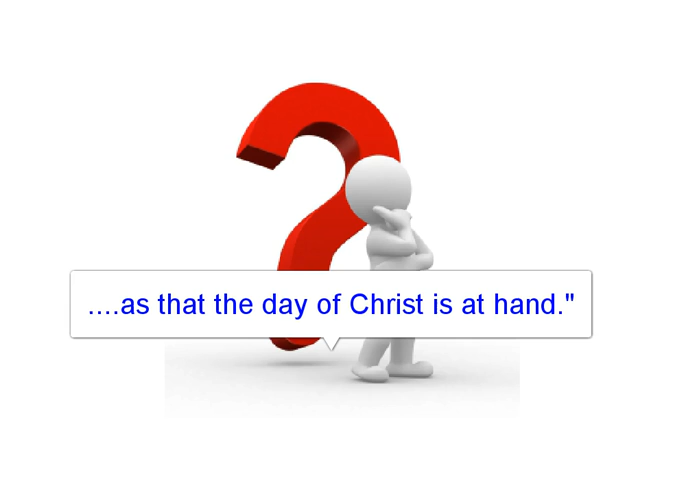 ....as that the day of Christ is at hand."